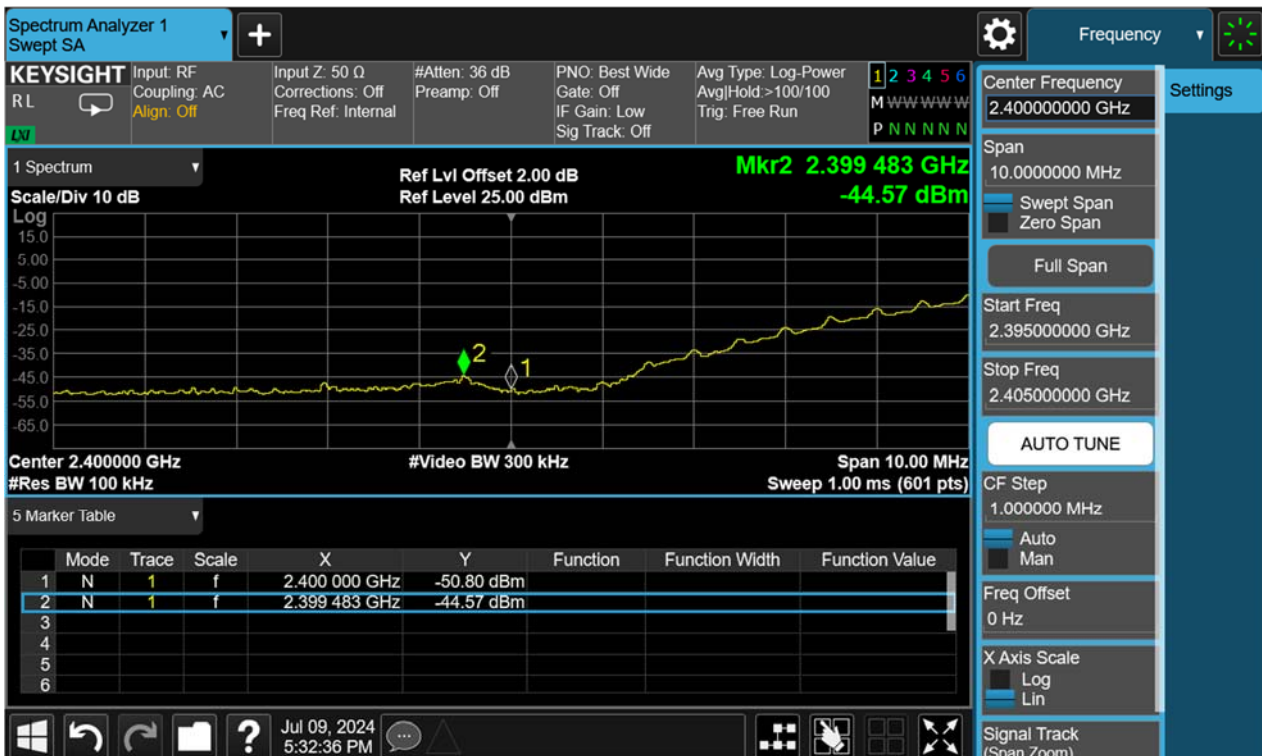 Spectrum Analyzer 1
Swept SA
Frequency
KEYSIGHT
R L
LXI
Input: RF
Coupling: AC
Align: Off
Input Z: 50 Ω
Corrections: Off
Freq Ref: Internal
#Atten: 36 dB
Preamp: Off
PNO: Best Wide
Gate: Off
IF Gain: Low
Sig Track: Off
Avg Type: Log-Power
Avg|Hold:>100/100
Trig: Free Run
1 2 3 4 5 6
M W W W W W
P N N N N N
1 Spectrum
Scale/Div 10 dB
Ref Lvl Offset 2.00 dB
Ref Level 25.00 dBm
Mkr2 2.399 483 GHz
-44.57 dBm
Log
15.0
5.00
-5.00
-15.0
-25.0
-35.0
-45.0
-55.0
-65.0
2
1
Center 2.400000 GHz
#Res BW 100 kHz
#Video BW 300 kHz
Span 10.00 MHz
Sweep 1.00 ms (601 pts)
5 Marker Table
Mode Trace Scale X Y Function Function Width Function Value
1 N 1 f 2.400 000 GHz -50.80 dBm
2 N 1 f 2.399 483 GHz -44.57 dBm
3
4
5
6
Jul 09, 2024
5:32:36 PM
Center Frequency
2.400000000 GHz
Span
10.0000000 MHz
Swept Span
Zero Span
Full Span
Start Freq
2.395000000 GHz
Stop Freq
2.405000000 GHz
AUTO TUNE
CF Step
1.000000 MHz
Auto
Man
Freq Offset
0 Hz
X Axis Scale
Log
Lin
Signal Track
(Span Zoom)
Settings